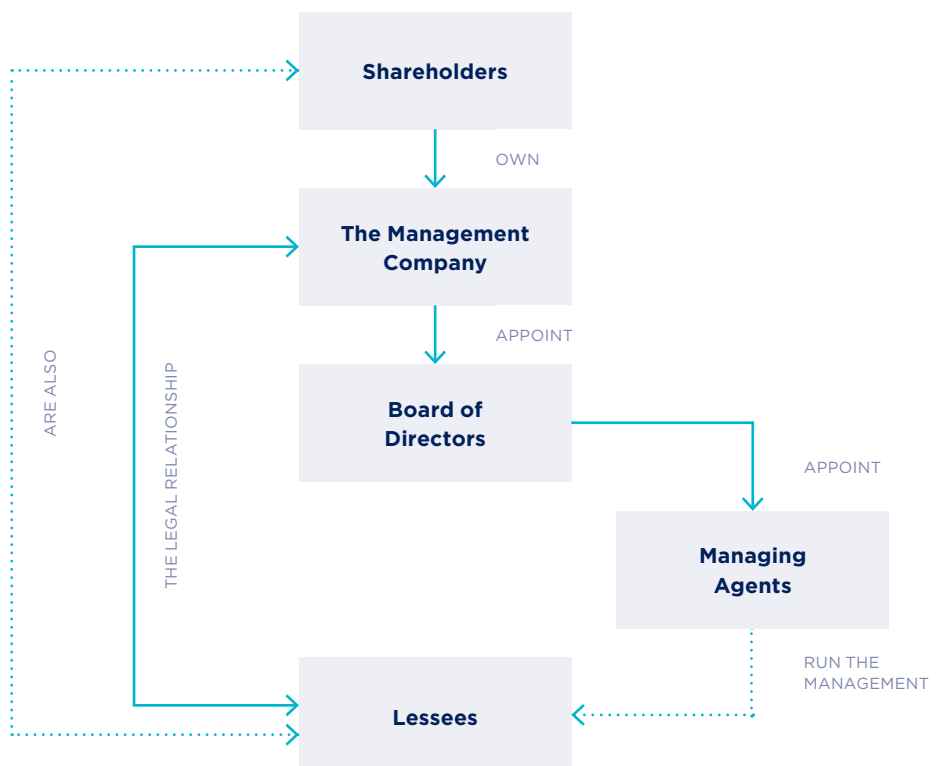 Shareholders
OWN
The Management
Company
APPOINT
ARE ALSO
THE LEGAL RELATIONSHIP
Board of
Directors
APPOINT
Managing
Agents
RUN THE
MANAGEMENT
Lessees